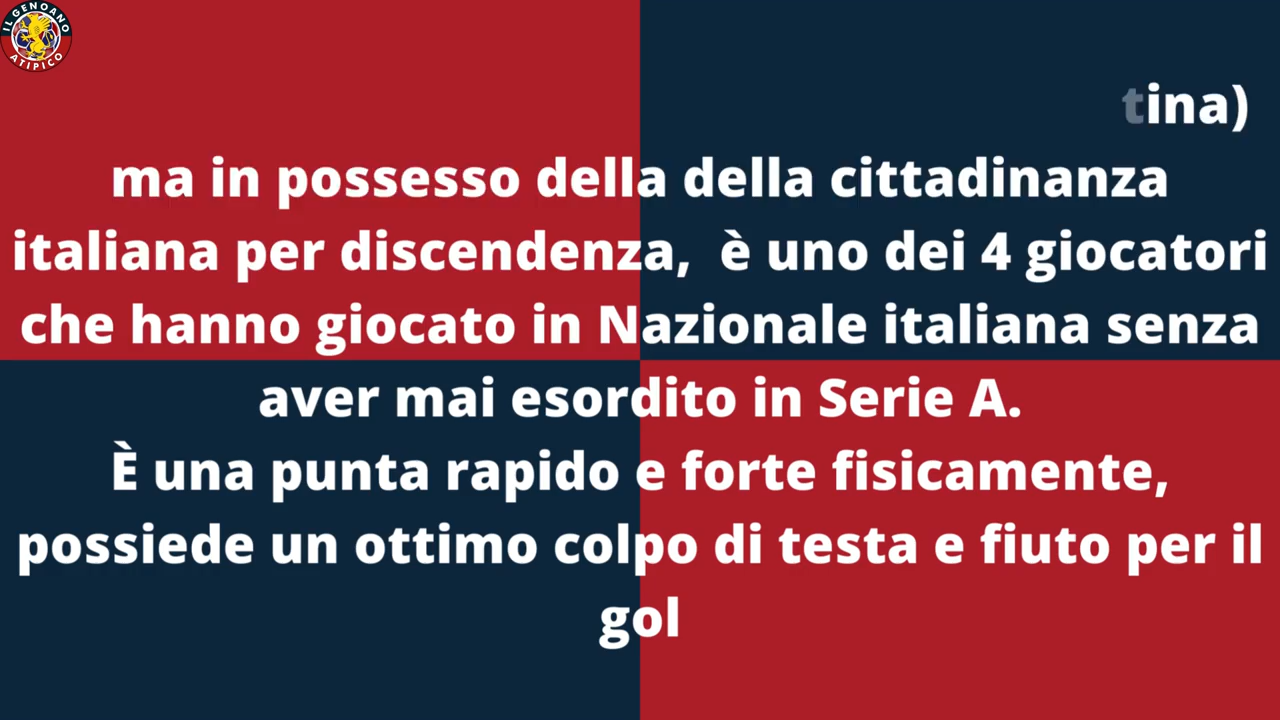 IL GENOANO
ATIPICO
tina)
ma in possesso della della cittadinanza
italiana per discendenza, è uno dei 4 giocatori
che hanno giocato in Nazionale italiana senza
aver mai esordito in Serie A.
È una punta rapido e forte fisicamente,
possiede un ottimo colpo di testa e fiuto per il
gol